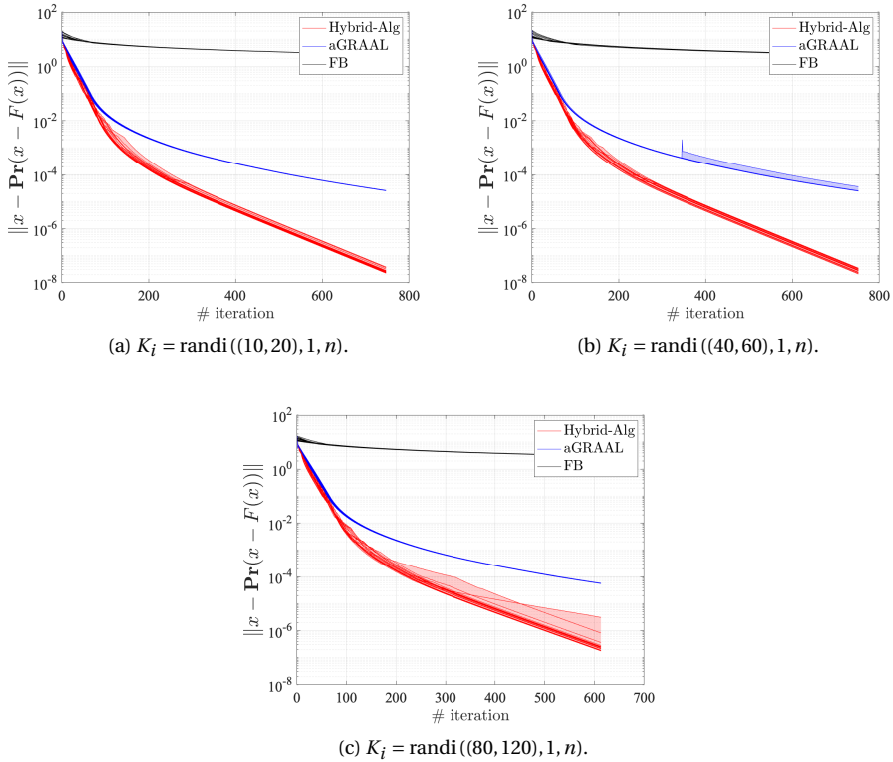 10^2
10^0
10^-2
10^-4
10^-6
10^-8
‖x − Pr(x − F(x))‖
Hybrid-Alg
aGRAAL
FB
0 200 400 600 800
# iteration
(a) K_i = randi((10,20),1,n).
10^2
10^0
10^-2
10^-4
10^-6
10^-8
‖x − Pr(x − F(x))‖
Hybrid-Alg
aGRAAL
FB
0 200 400 600 800
# iteration
(b) K_i = randi((40,60),1,n).
10^2
10^0
10^-2
10^-4
10^-6
10^-8
‖x − Pr(x − F(x))‖
Hybrid-Alg
aGRAAL
FB
0 100 200 300 400 500 600 700
# iteration
(c) K_i = randi((80,120),1,n).